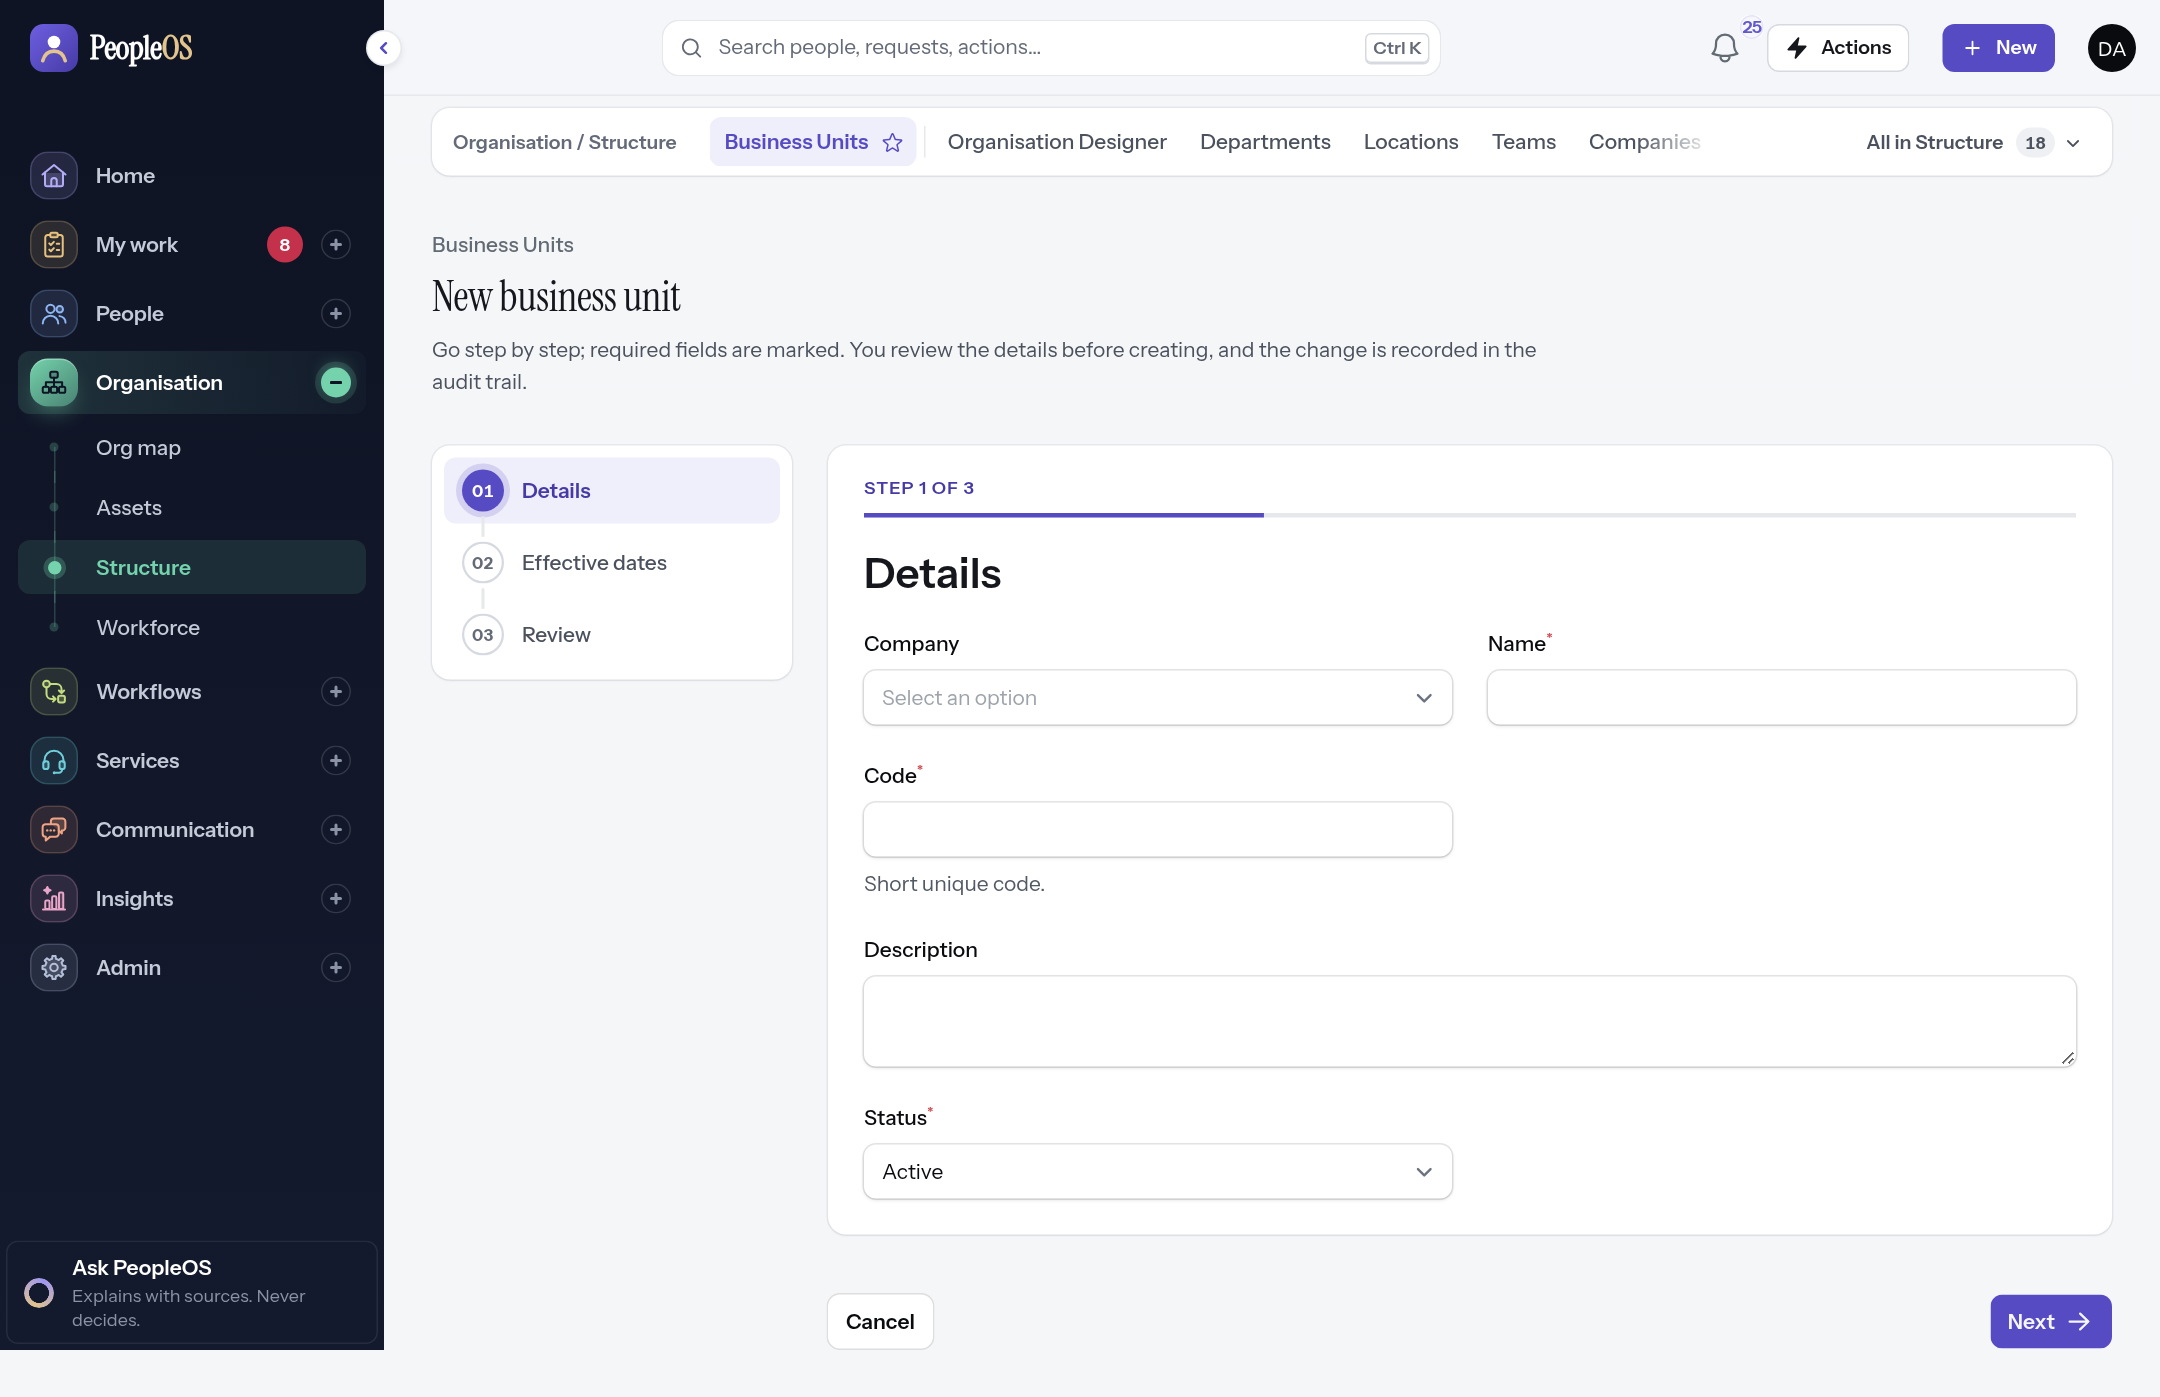 PeopleOS
Search people, requests, actions...
Ctrl K
25
Actions
New
DA
Home
My work
8
People
Organisation
Org map
Assets
Structure
Workforce
Workflows
Services
Communication
Insights
Admin
Ask PeopleOS
Explains with sources. Never
decides.
Organisation / Structure
Business Units
Organisation Designer
Departments
Locations
Teams
Companies
All in Structure
18
Business Units
New business unit
Go step by step; required fields are marked. You review the details before creating, and the change is recorded in the
audit trail.
01
Details
02
Effective dates
03
Review
STEP 1 OF 3
Details
Company
Select an option
Name*
Code*
Short unique code.
Description
Status*
Active
Cancel
Next